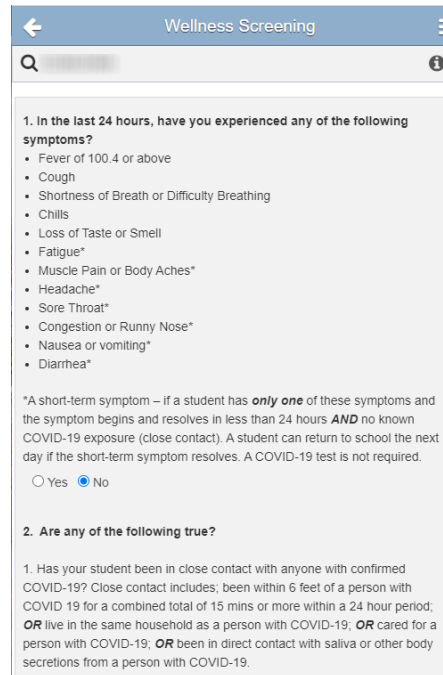 Wellness Screening
1. In the last 24 hours, have you experienced any of the following
symptoms?
• Fever of 100.4 or above
• Cough
• Shortness of Breath or Difficulty Breathing
• Chills
• Loss of Taste or Smell
• Fatigue*
• Muscle Pain or Body Aches*
• Headache*
• Sore Throat*
• Congestion or Runny Nose*
• Nausea or vomiting*
• Diarrhea*
*A short-term symptom – if a student has only one of these symptoms and
the symptom begins and resolves in less than 24 hours AND no known
COVID-19 exposure (close contact). A student can return to school the next
day if the short-term symptom resolves. A COVID-19 test is not required.
Yes No
2. Are any of the following true?
1. Has your student been in close contact with anyone with confirmed
COVID-19? Close contact includes; been within 6 feet of a person with
COVID 19 for a combined total of 15 mins or more within a 24 hour period;
OR live in the same household as a person with COVID-19; OR cared for a
person with COVID-19; OR been in direct contact with saliva or other body
secretions from a person with COVID-19.